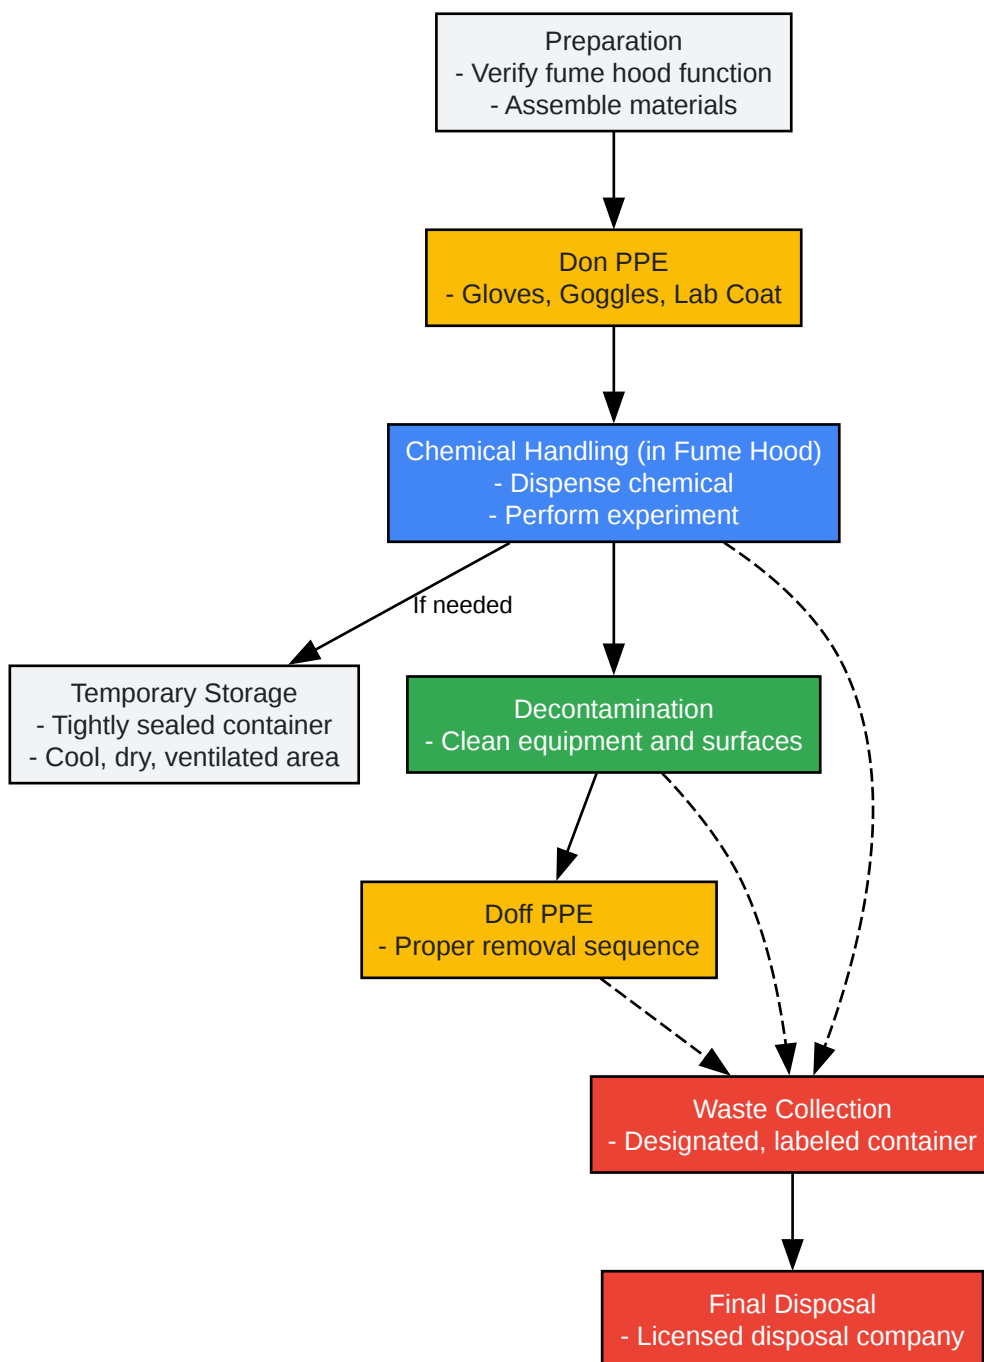 Preparation
- Verify fume hood function
- Assemble materials
Don PPE
- Gloves, Goggles, Lab Coat
Chemical Handling (in Fume Hood)
- Dispense chemical
- Perform experiment
If needed
Temporary Storage
- Tightly sealed container
- Cool, dry, ventilated area
Decontamination
- Clean equipment and surfaces
Doff PPE
- Proper removal sequence
Waste Collection
- Designated, labeled container
Final Disposal
- Licensed disposal company